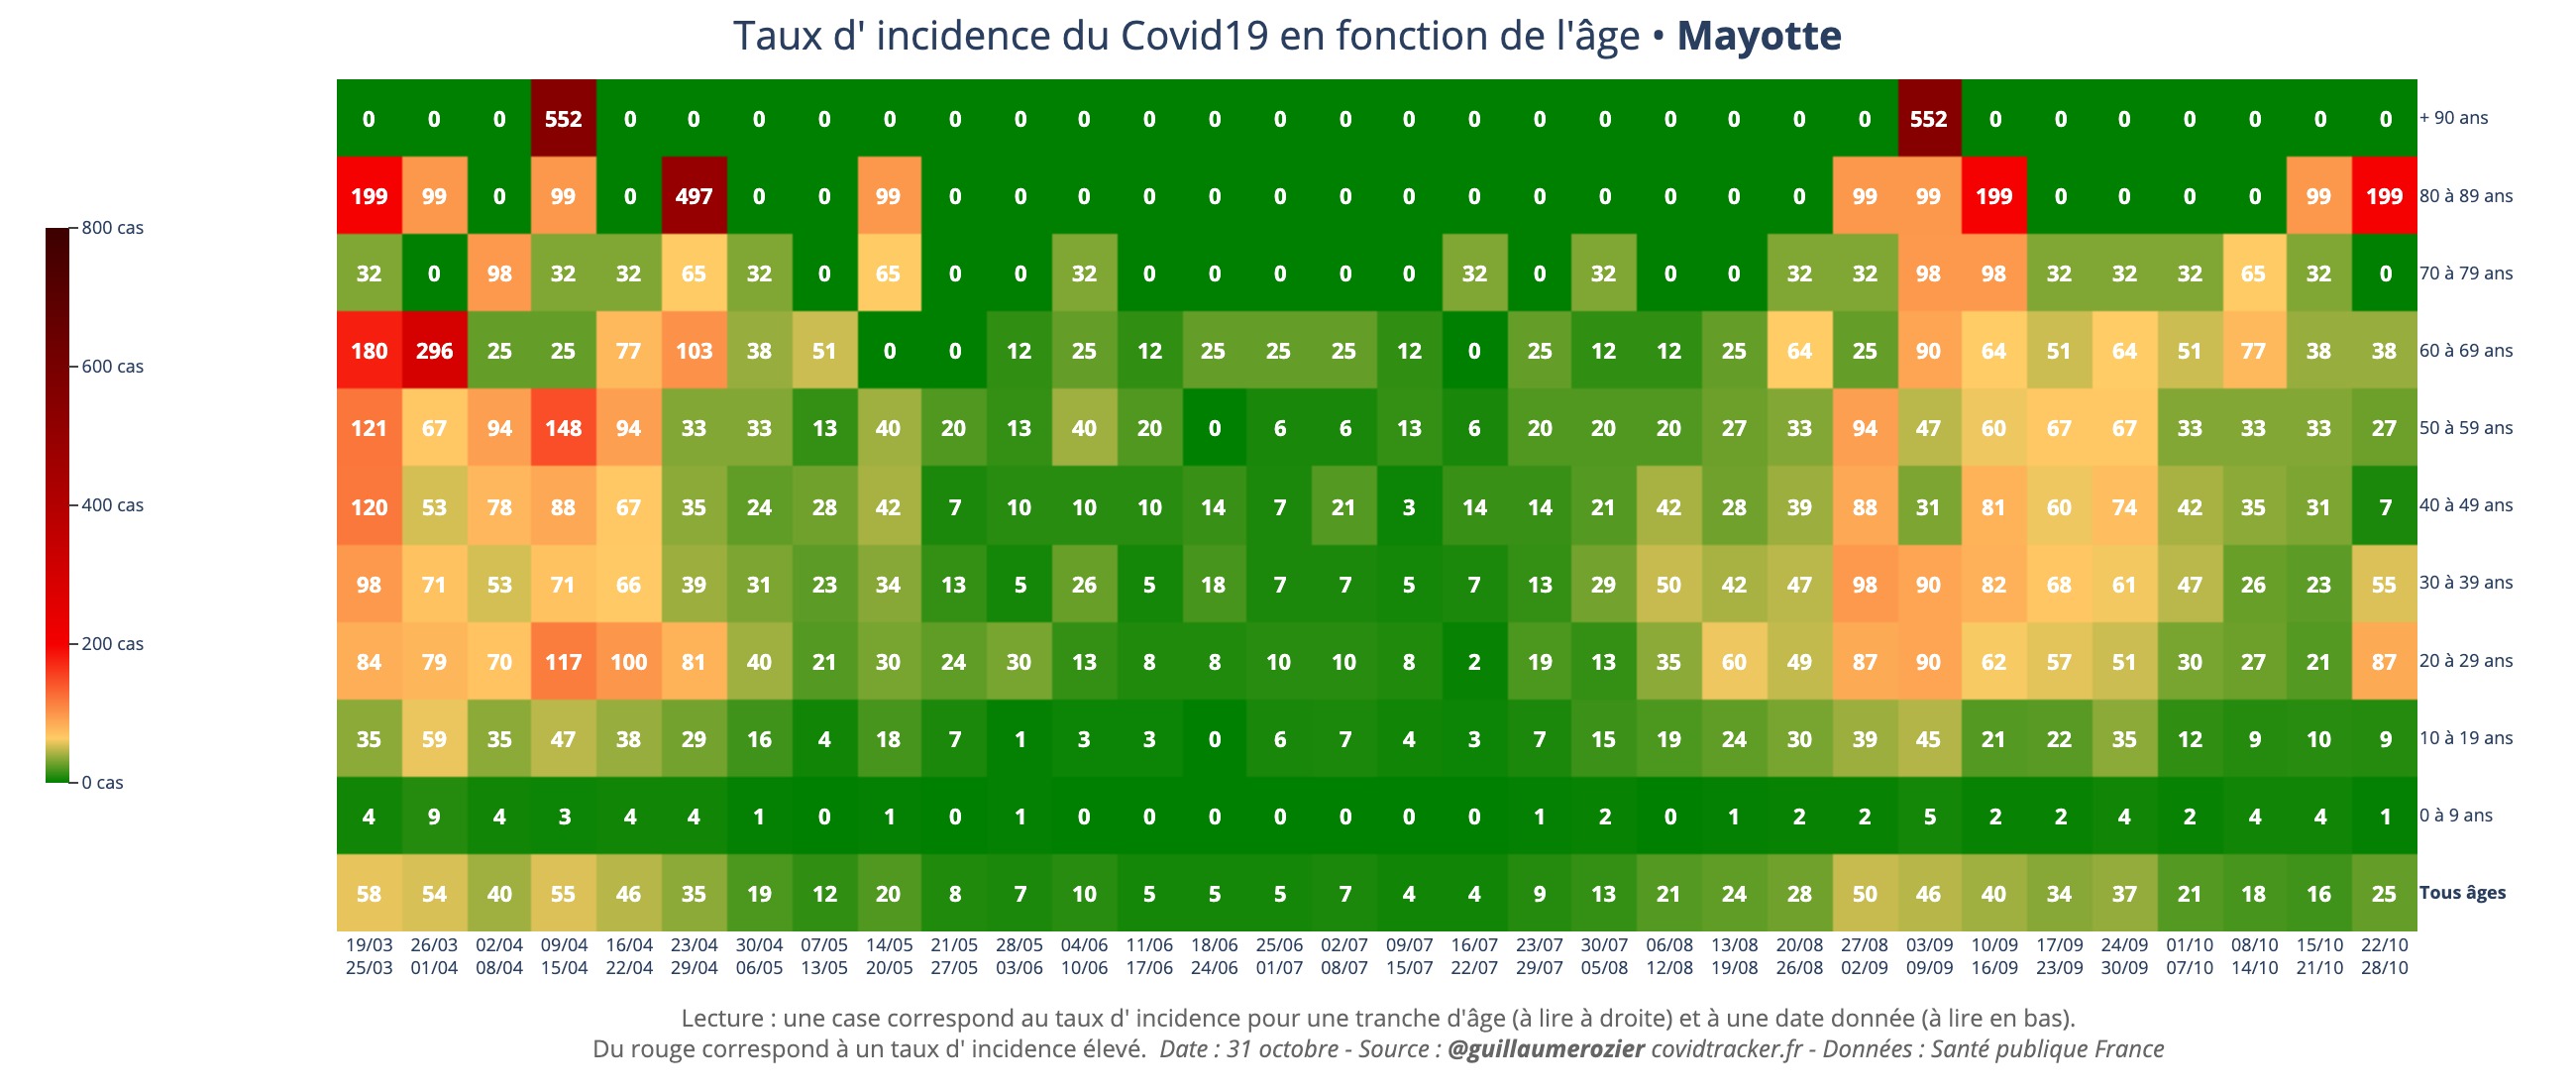 Taux d' incidence du Covid19 en fonction de l'âge • Mayotte
800 cas
600 cas
400 cas
200 cas
0 cas
0 0 0 552 0 0 0 0 0 0 0 0 0 0 0 0 0 0 0 0 0 0 0 0 552 0 0 0 0 0 0 0 + 90 ans
199 99 0 99 0 497 0 0 99 0 0 0 0 0 0 0 0 0 0 0 0 0 0 99 99 199 0 0 0 0 99 199 80 à 89 ans
32 0 98 32 32 65 32 0 65 0 0 32 0 0 0 0 0 32 0 32 0 0 32 32 98 98 32 32 32 65 32 0 70 à 79 ans
180 296 25 25 77 103 38 51 0 0 12 25 12 25 25 25 12 0 25 12 12 25 64 25 90 64 51 64 51 77 38 38 60 à 69 ans
121 67 94 148 94 33 33 13 40 20 13 40 20 0 6 6 13 6 20 20 20 27 33 94 47 60 67 67 33 33 33 27 50 à 59 ans
120 53 78 88 67 35 24 28 42 7 10 10 10 14 7 21 3 14 14 21 42 28 39 88 31 81 60 74 42 35 31 7 40 à 49 ans
98 71 53 71 66 39 31 23 34 13 5 26 5 18 7 7 5 7 13 29 50 42 47 98 90 82 68 61 47 26 23 55 30 à 39 ans
84 79 70 117 100 81 40 21 30 24 30 13 8 8 10 10 8 2 19 13 35 60 49 87 90 62 57 51 30 27 21 87 20 à 29 ans
35 59 35 47 38 29 16 4 18 7 1 3 3 0 6 7 4 3 7 15 19 24 30 39 45 21 22 35 12 9 10 9 10 à 19 ans
4 9 4 3 4 4 1 0 1 0 1 0 0 0 0 0 0 0 1 2 0 1 2 2 5 2 2 4 2 4 4 1 0 à 9 ans
58 54 40 55 46 35 19 12 20 8 7 10 5 5 5 7 4 4 9 13 21 24 28 50 46 40 34 37 21 18 16 25 Tous âges
19/03 26/03 02/04 09/04 16/04 23/04 30/04 07/05 14/05 21/05 28/05 04/06 11/06 18/06 25/06 02/07 09/07 16/07 23/07 30/07 06/08 13/08 20/08 27/08 03/09 10/09 17/09 24/09 01/10 08/10 15/10 22/10
25/03 01/04 08/04 15/04 22/04 29/04 06/05 13/05 20/05 27/05 03/06 10/06 17/06 24/06 01/07 08/07 15/07 22/07 29/07 05/08 12/08 19/08 26/08 02/09 09/09 16/09 23/09 30/09 07/10 14/10 21/10 28/10
Lecture : une case correspond au taux d' incidence pour une tranche d'âge (à lire à droite) et à une date donnée (à lire en bas).
Du rouge correspond à un taux d' incidence élevé. Date : 31 octobre - Source : @guillaumerozier covidtracker.fr - Données : Santé publique France